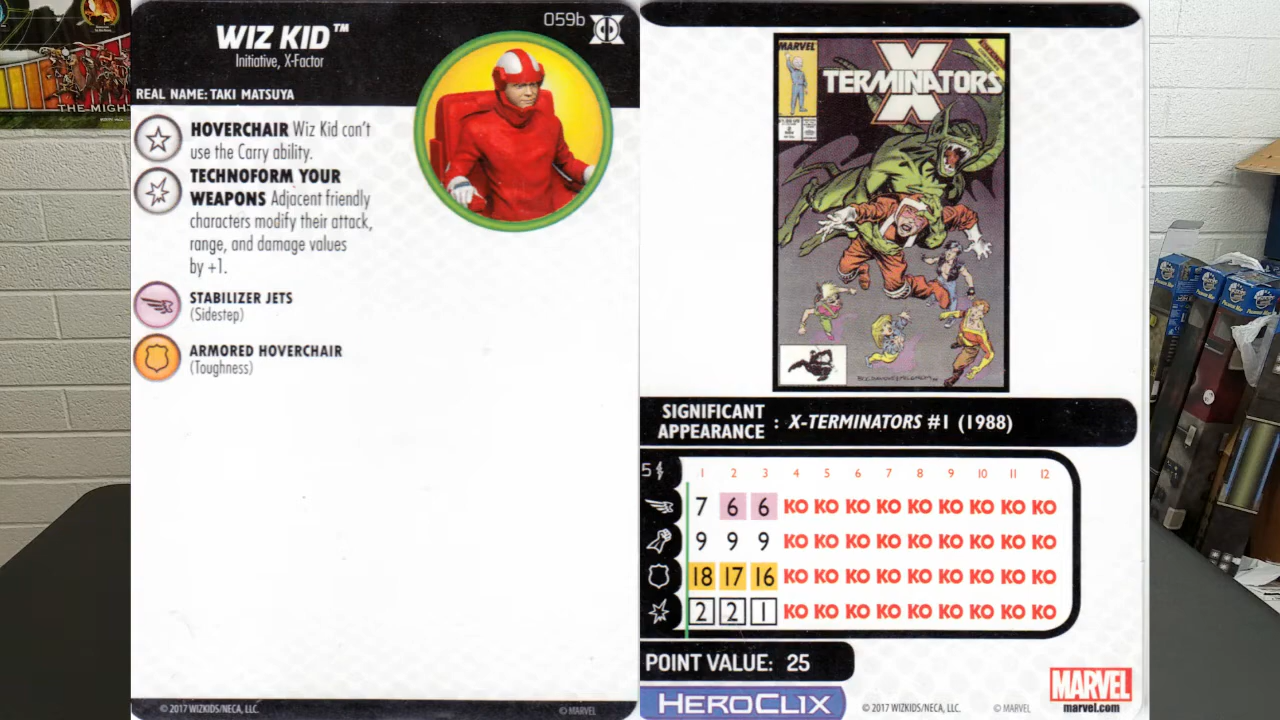 THE MIGH
WIZ KID™
059b
Initiative, X-Factor
REAL NAME: TAKI MATSUYA
HOVERCHAIR Wiz Kid can't
use the Carry ability.
TECHNOFORM YOUR
WEAPONS Adjacent friendly
characters modify their attack,
range, and damage values
by +1.
STABILIZER JETS
(Sidestep)
ARMORED HOVERCHAIR
(Toughness)
© 2017 WIZKIDS/NECA, LLC.
© MARVEL
MARVEL
X
TERMINATORS
SIGNIFICANT
APPEARANCE : X-TERMINATORS #1 (1988)
5
1 2 3 4 5 6 7 8 9 10 11 12
7 6 6 KO KO KO KO KO KO KO KO KO
9 9 9 KO KO KO KO KO KO KO KO KO
18 17 16 KO KO KO KO KO KO KO KO KO
2 2 1 KO KO KO KO KO KO KO KO KO
POINT VALUE: 25
HEROCLIX
© 2017 WIZKIDS/NECA, LLC.
© MARVEL
MARVEL
marvel.com